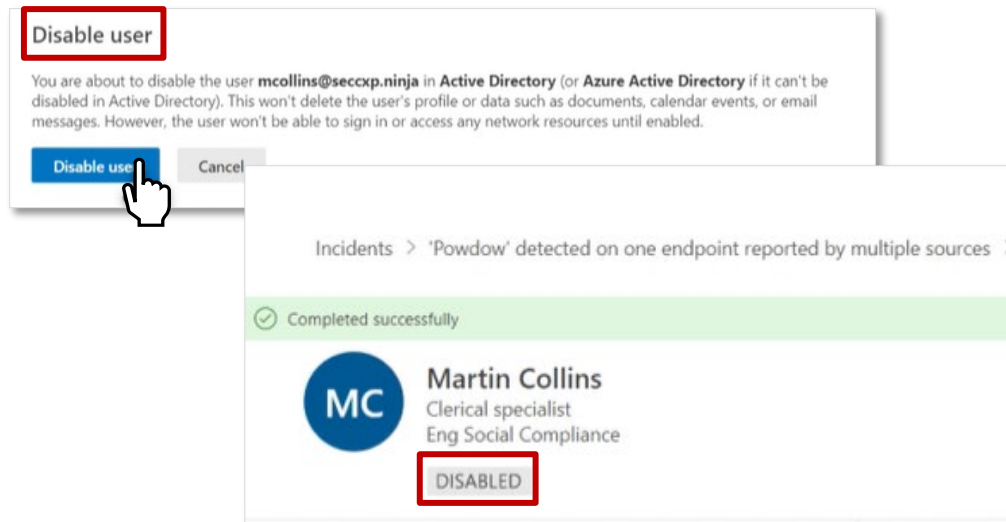 Disable user
You are about to disable the user mcollins@seccxp.ninja in Active Directory (or Azure Active Directory if it can't be
disabled in Active Directory). This won't delete the user's profile or data such as documents, calendar events, or email
messages. However, the user won't be able to sign in or access any network resources until enabled.
Disable use Cancel
Incidents > 'Powdow' detected on one endpoint reported by multiple sources
Completed successfully
MC
Martin Collins
Clerical specialist
Eng Social Compliance
DISABLED